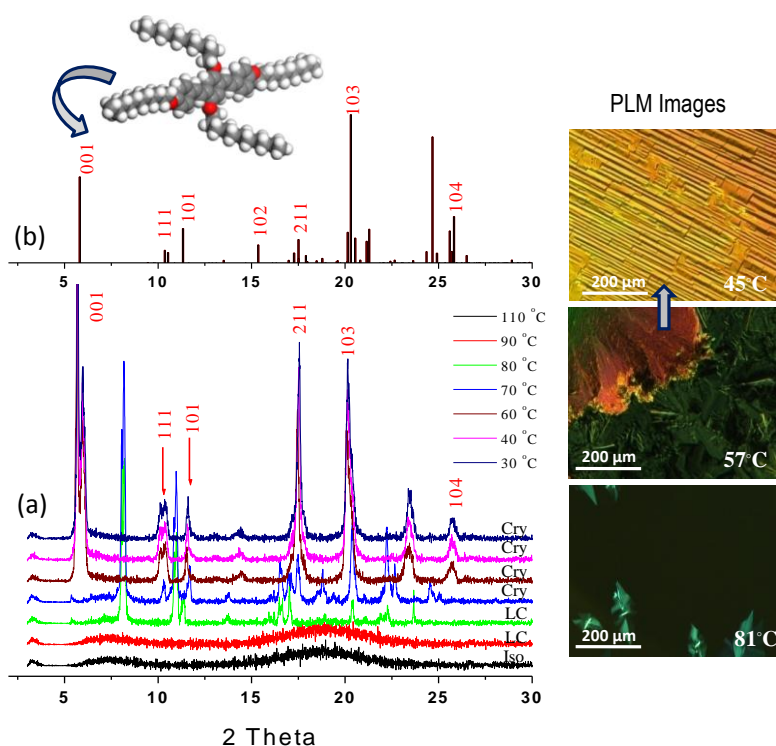 PLM Images
(b)
001
111
101
102
211
103
104
5 10 15 20 25 30
200 µm
45°C
200 µm
57°C
200 µm
81°C
(a)
001
111
101
211
103
104
110 °C
90 °C
80 °C
70 °C
60 °C
40 °C
30 °C
Cry
Cry
Cry
Cry
LC
LC
Iso
5 10 15 20 25 30
2 Theta